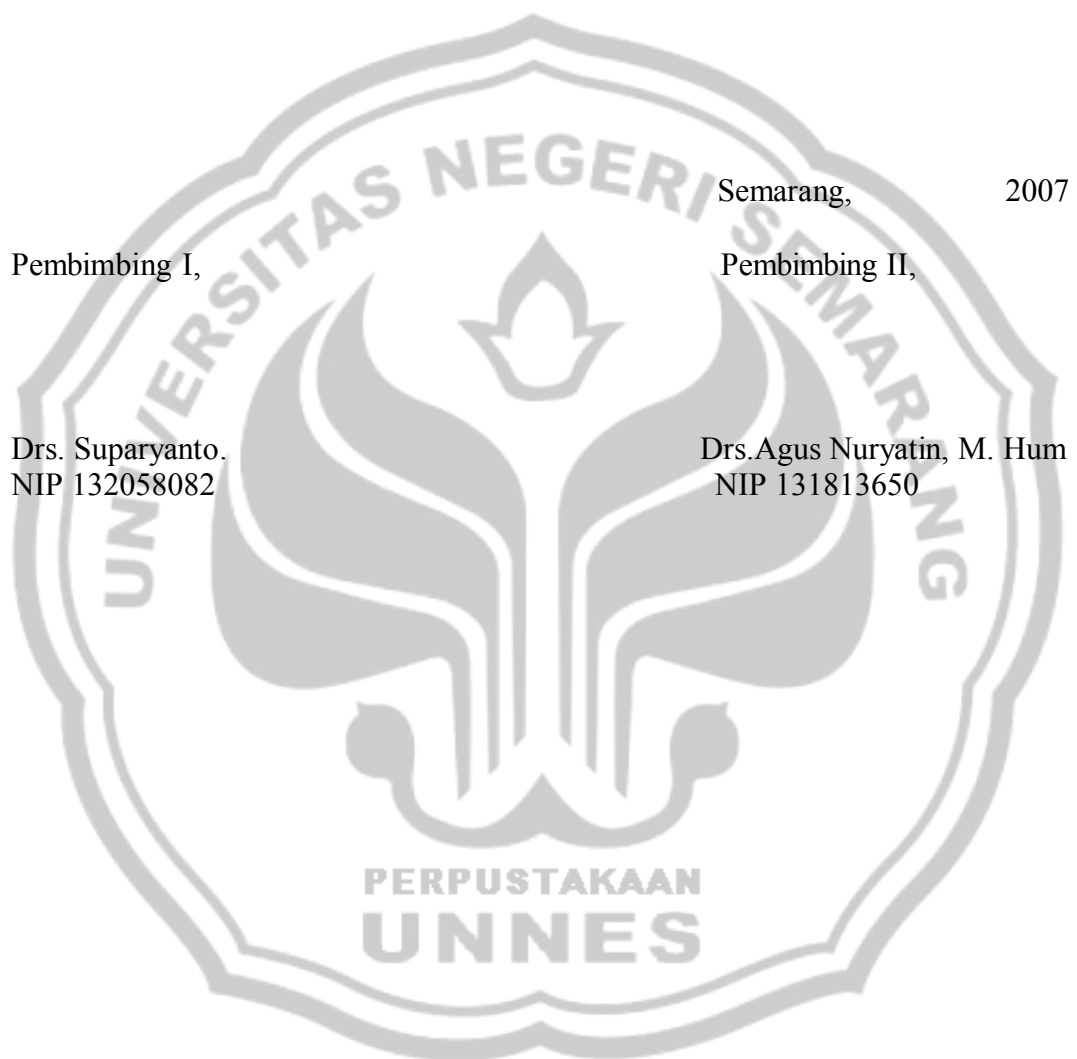 UNIVERSITAS NEGERI SEMARANG
Semarang, 2007
Pembimbing I, Pembimbing II,
Drs. Suparyanto. Drs.Agus Nuryatin, M. Hum
NIP 132058082 NIP 131813650
PERPUSTAKAAN
UNNES